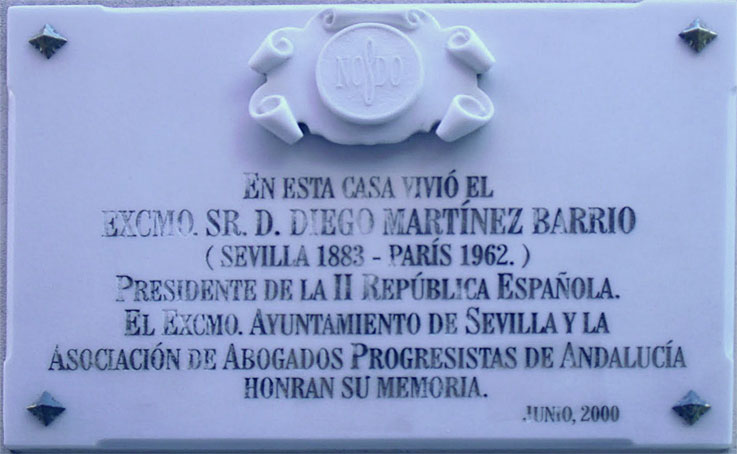 NO8DO
EN ESTA CASA VIVIÓ EL
EXCMO. SR. D. DIEGO MARTÍNEZ BARRIO
( SEVILLA 1883 - PARÍS 1962. )
PRESIDENTE DE LA II REPÚBLICA ESPAÑOLA.
EL EXCMO. AYUNTAMIENTO DE SEVILLA Y LA
ASOCIACIÓN DE ABOGADOS PROGRESISTAS DE ANDALUCÍA
HONRAN SU MEMORIA.
JUNIO, 2000